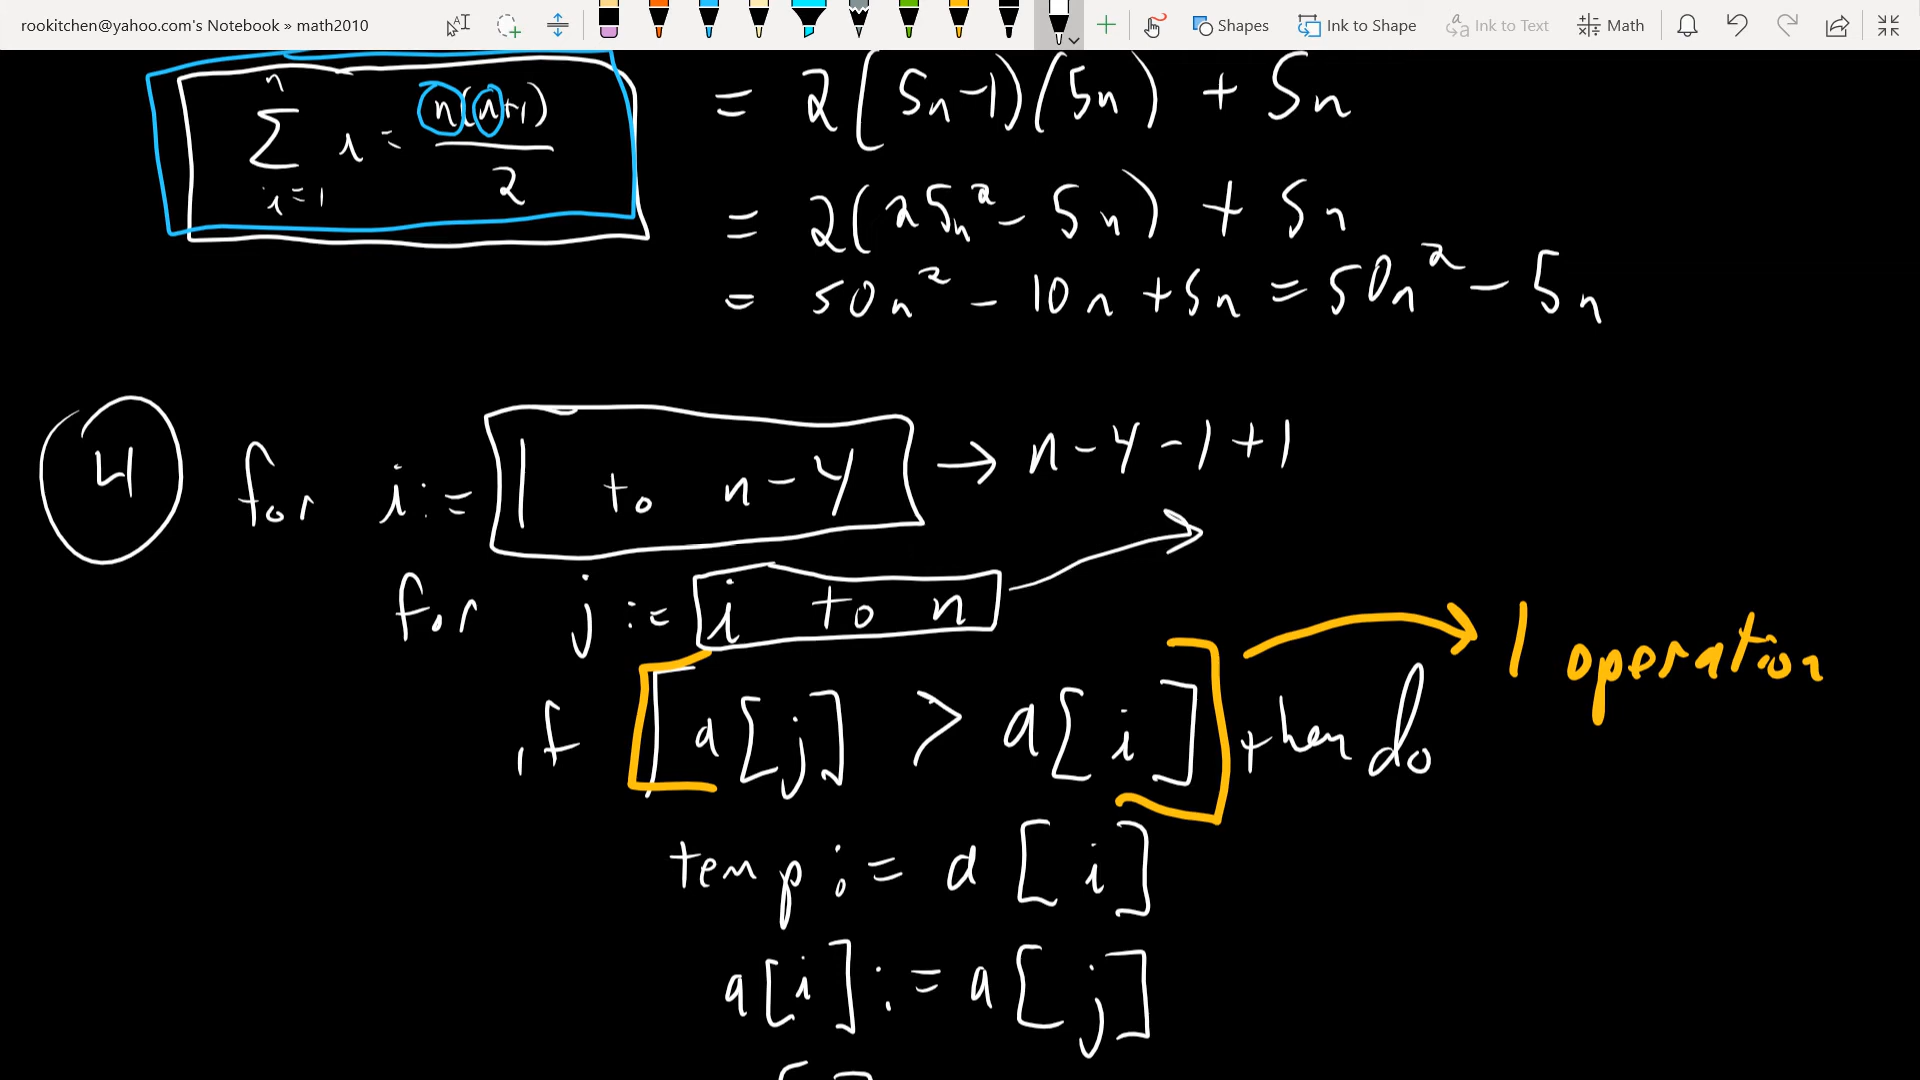 rookitchen@yahoo.com's Notebook » math2010
Shapes Ink to Shape Ink to Text Math
n
∑ i = n(n+1)
2
i=1
= 2(5n-1)(5n) + 5n
= 2(25n² - 5n) + 5n
= 50n² - 10n + 5n = 50n² - 5n
4 for i := 1 to n-4 → n-4-1+1
for j := i to n
1 operation
if [a[j] > a[i]] then do
temp := a[i]
a[i] := a[j]